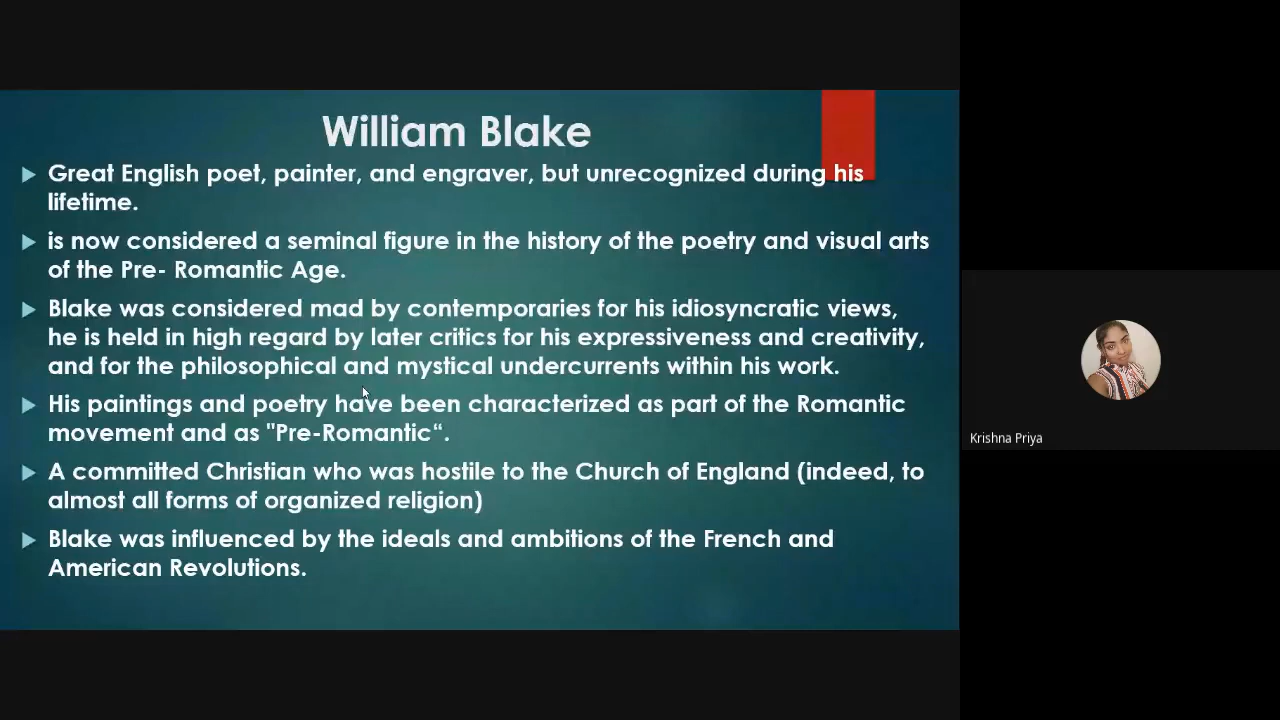 William Blake
Great English poet, painter, and engraver, but unrecognized during his
lifetime.
is now considered a seminal figure in the history of the poetry and visual arts
of the Pre- Romantic Age.
Blake was considered mad by contemporaries for his idiosyncratic views,
he is held in high regard by later critics for his expressiveness and creativity,
and for the philosophical and mystical undercurrents within his work.
His paintings and poetry have been characterized as part of the Romantic
movement and as "Pre-Romantic“.
A committed Christian who was hostile to the Church of England (indeed, to
almost all forms of organized religion)
Blake was influenced by the ideals and ambitions of the French and
American Revolutions.
Krishna Priya